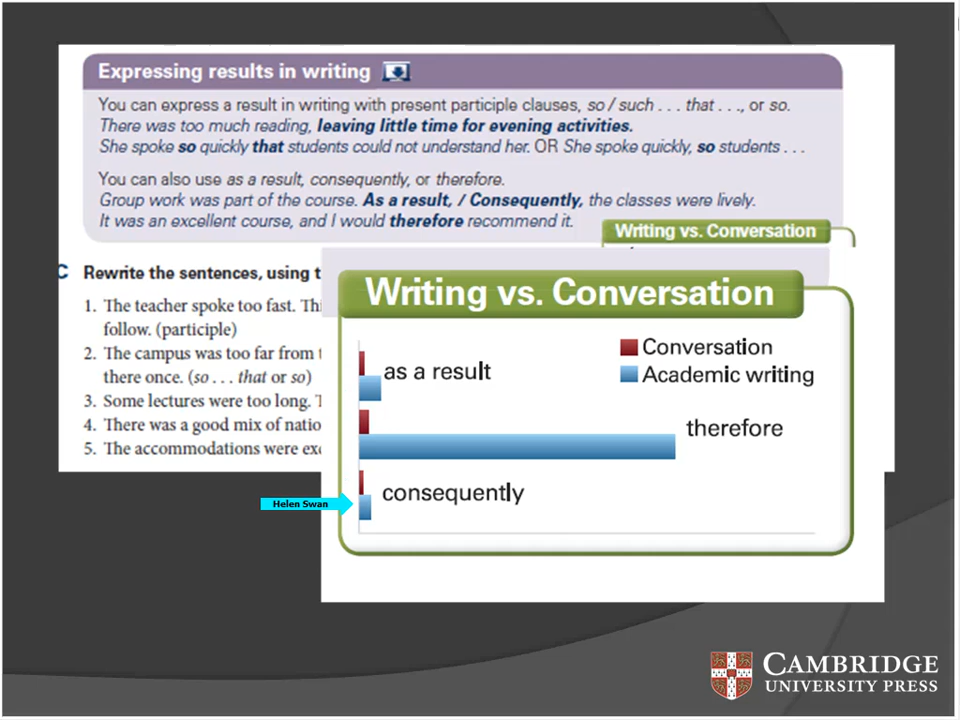 Expressing results in writing
You can express a result in writing with present participle clauses, so / such . . . that . . ., or so.
There was too much reading, leaving little time for evening activities.
She spoke so quickly that students could not understand her. OR She spoke quickly, so students . . .
You can also use as a result, consequently, or therefore.
Group work was part of the course. As a result, / Consequently, the classes were lively.
It was an excellent course, and I would therefore recommend it.
Writing vs. Conversation
C Rewrite the sentences, using
1. The teacher spoke too fast.
follow. (participle)
2. The campus was too far from
there once. (so . . . that or so)
3. Some lectures were too long.
4. There was a good mix of
5. The accommodations were
Writing vs. Conversation
Conversation
Academic writing
as a result
therefore
consequently
Helen Swan
CAMBRIDGE
UNIVERSITY PRESS